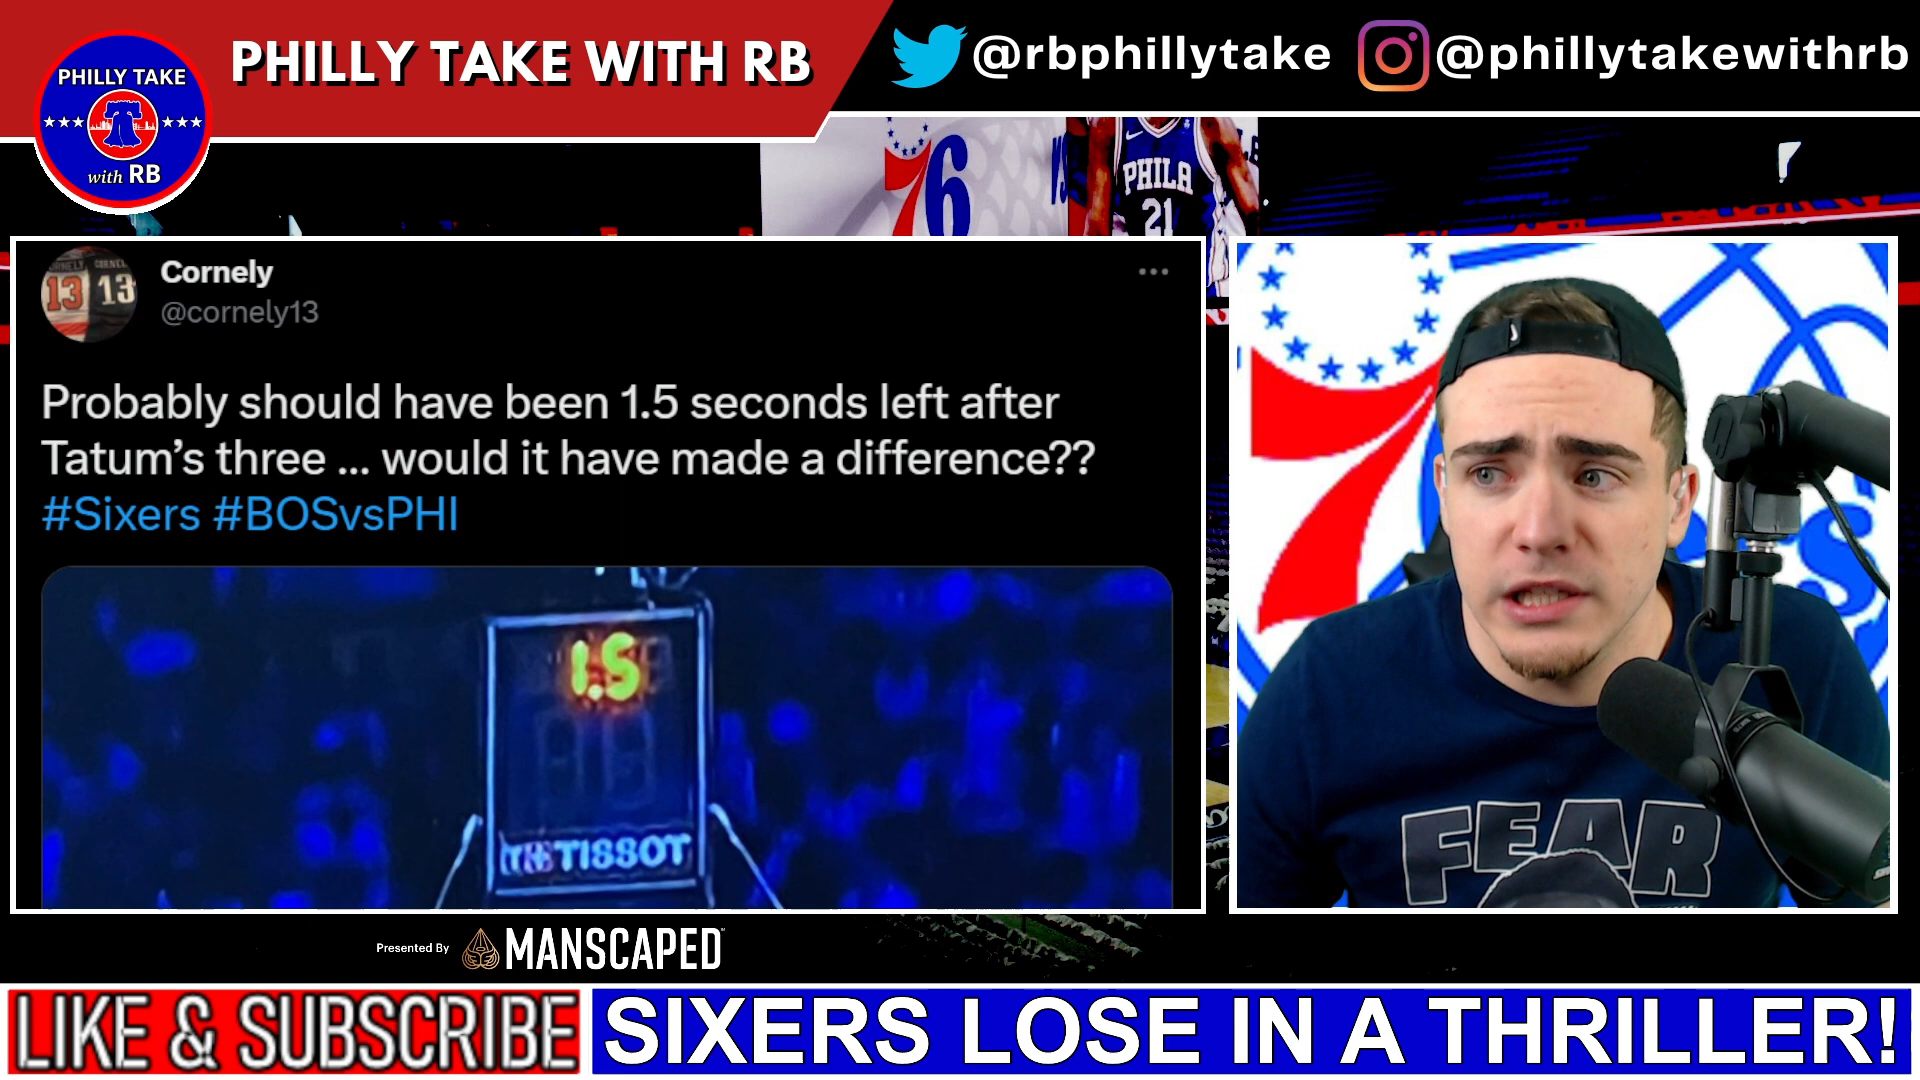 PHILLY TAKE WITH RB
@rbphillytake
@phillytakewithrb
PHILLY TAKE
with RB
76
PHILA
21
Cornely
@cornely13
13 13
Probably should have been 1.5 seconds left after
Tatum’s three ... would it have made a difference??
#Sixers #BOSvsPHI
1.5
TISSOT
FEAR
Presented By
MANSCAPED
LIKE & SUBSCRIBE
SIXERS LOSE IN A THRILLER!